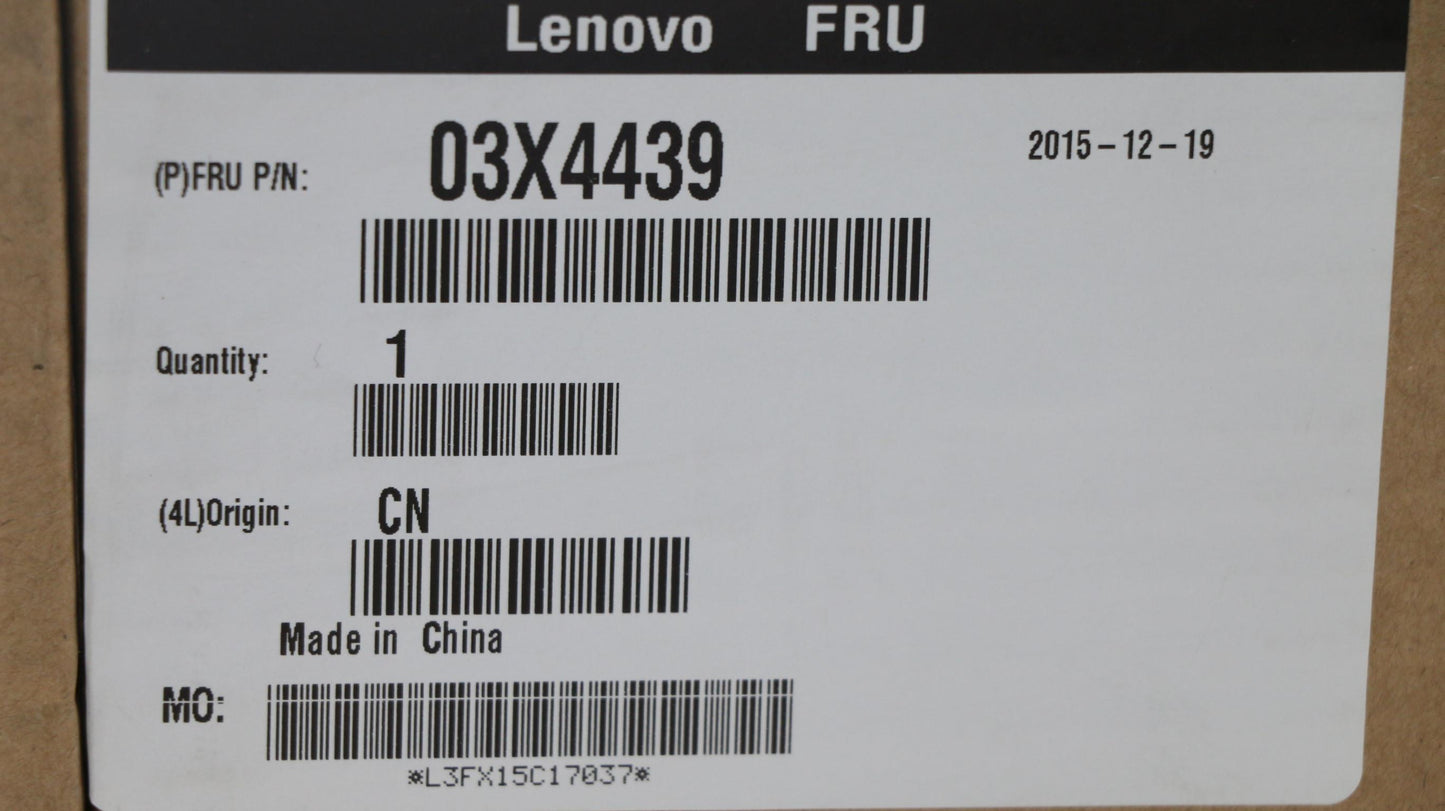 Lenovo FRU
(P)FRU P/N: 03X4439 2015-12-19
Quantity: 1
(4L)Origin: CN
Made in China
MO:
*L3FX15C17037*